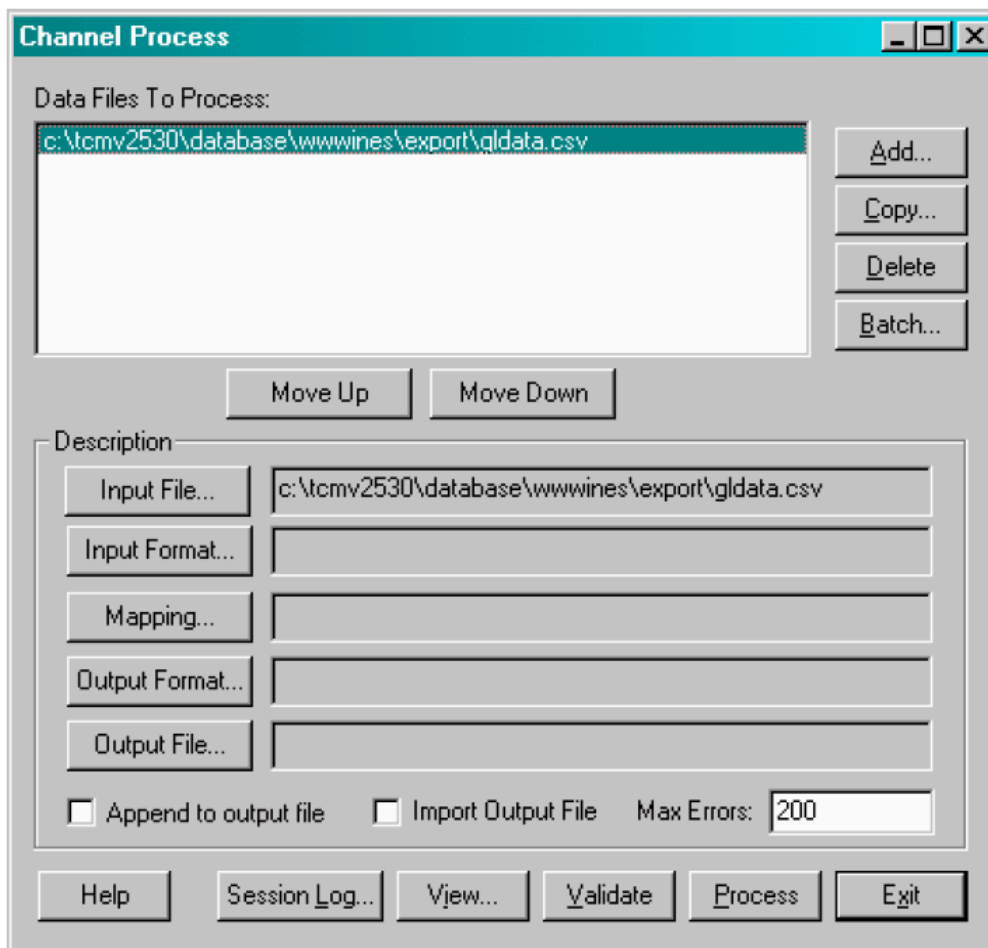 Channel Process
Data Files To Process:
c:\tcmv2530\database\wwwines\export\gldata.csv
Add...
Copy...
Delete
Batch...
Move Up Move Down
Description
Input File... c:\tcmv2530\database\wwwines\export\gldata.csv
Input Format...
Mapping...
Output Format...
Output File...
Append to output file Import Output File Max Errors: 200
Help Session Log... View... Validate Process Exit